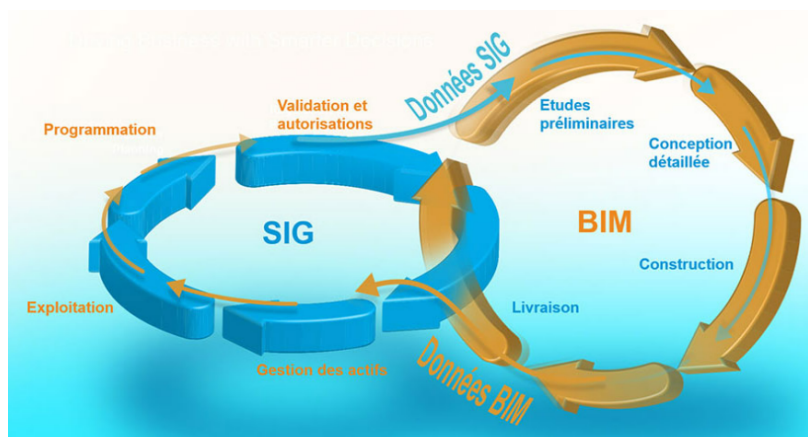 Données SIG
Validation et
autorisations
Programmation
Etudes
préliminaires
Conception
détaillée
SIG
BIM
Construction
Exploitation
Livraison
Gestion des actifs
Données BIM